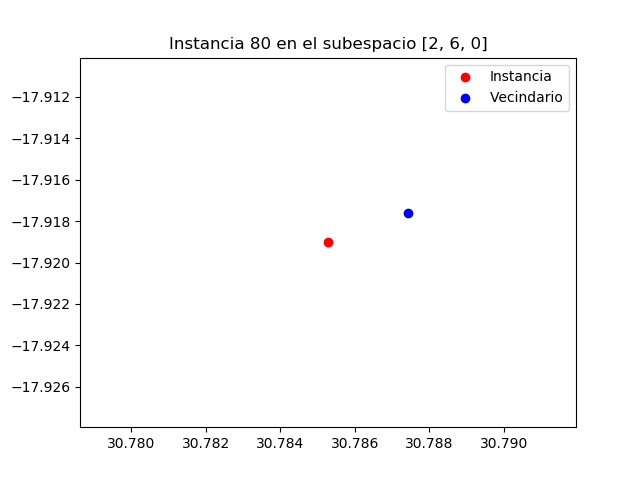 Instancia 80 en el subespacio [2, 6, 0]
Instancia
Vecindario
−17.912
−17.914
−17.916
−17.918
−17.920
−17.922
−17.924
−17.926
30.780 30.782 30.784 30.786 30.788 30.790